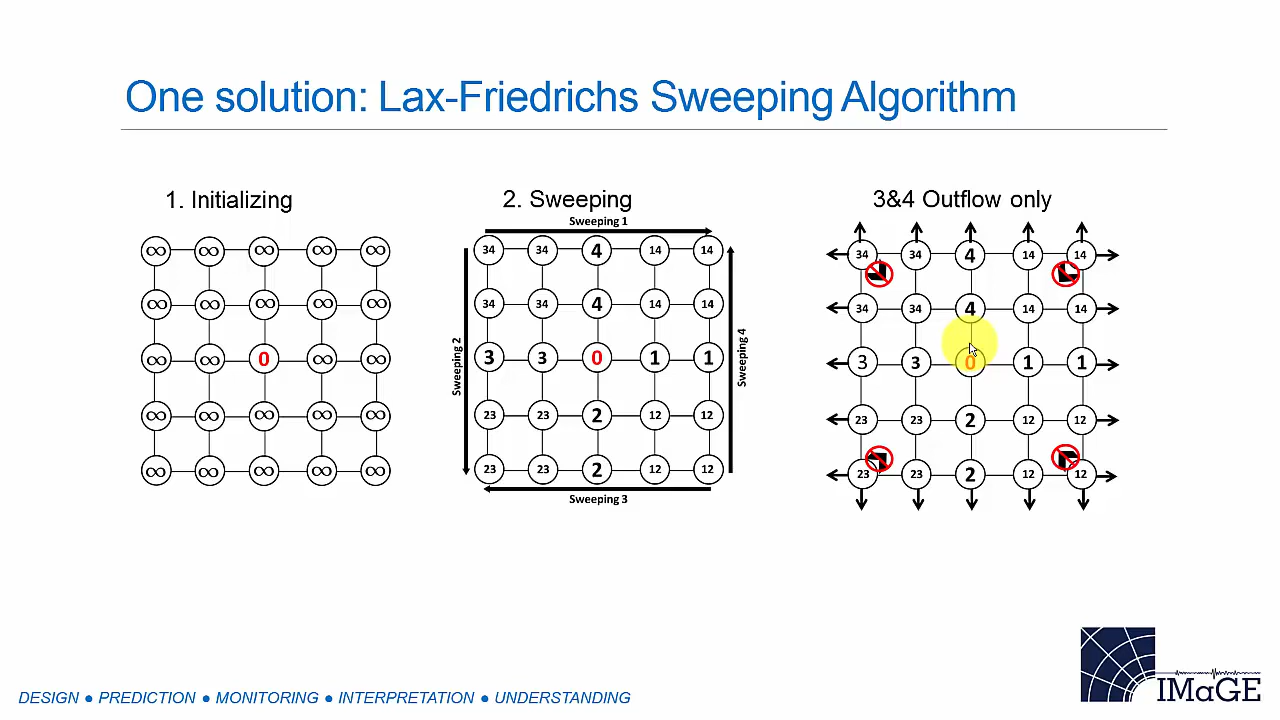 One solution: Lax-Friedrichs Sweeping Algorithm
1. Initializing
∞ ∞ ∞ ∞ ∞
∞ ∞ ∞ ∞ ∞
∞ ∞ 0 ∞ ∞
∞ ∞ ∞ ∞ ∞
∞ ∞ ∞ ∞ ∞
2. Sweeping
Sweeping 1
34 34 4 14 14
34 34 4 14 14
3 3 0 1 1
23 23 2 12 12
23 23 2 12 12
Sweeping 2
Sweeping 4
Sweeping 3
3&4 Outflow only
34 34 4 14 14
34 34 4 14 14
3 3 0 1 1
23 23 2 12 12
23 23 2 12 12
DESIGN ● PREDICTION ● MONITORING ● INTERPRETATION ● UNDERSTANDING
IMaGE